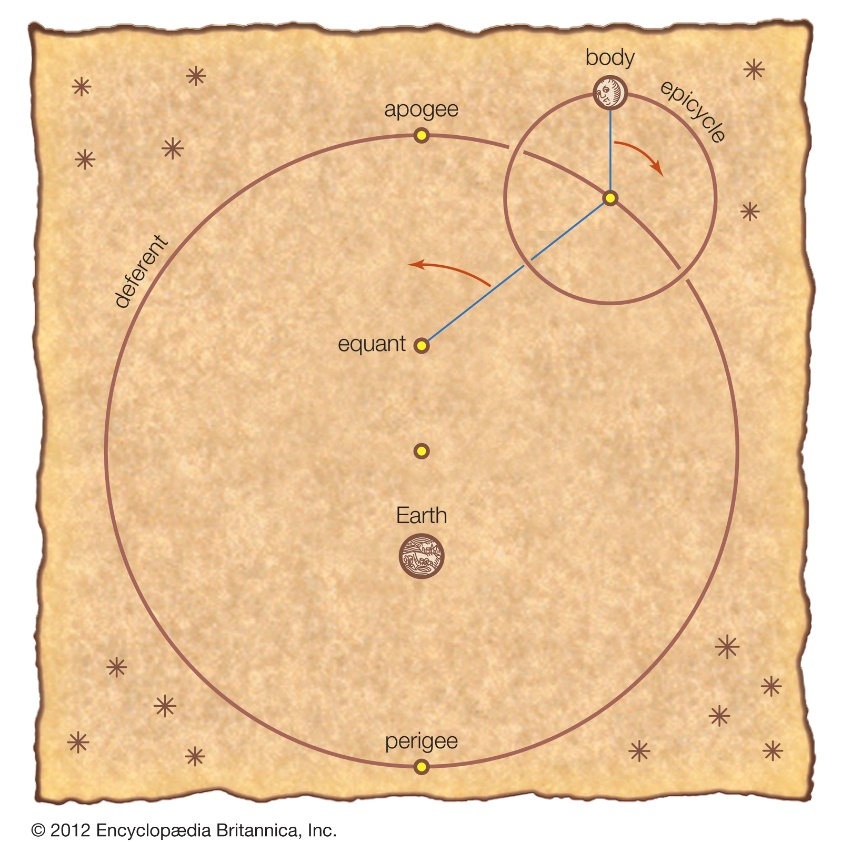 body
epicycle
apogee
deferent
equant
Earth
perigee
© 2012 Encyclopædia Britannica, Inc.